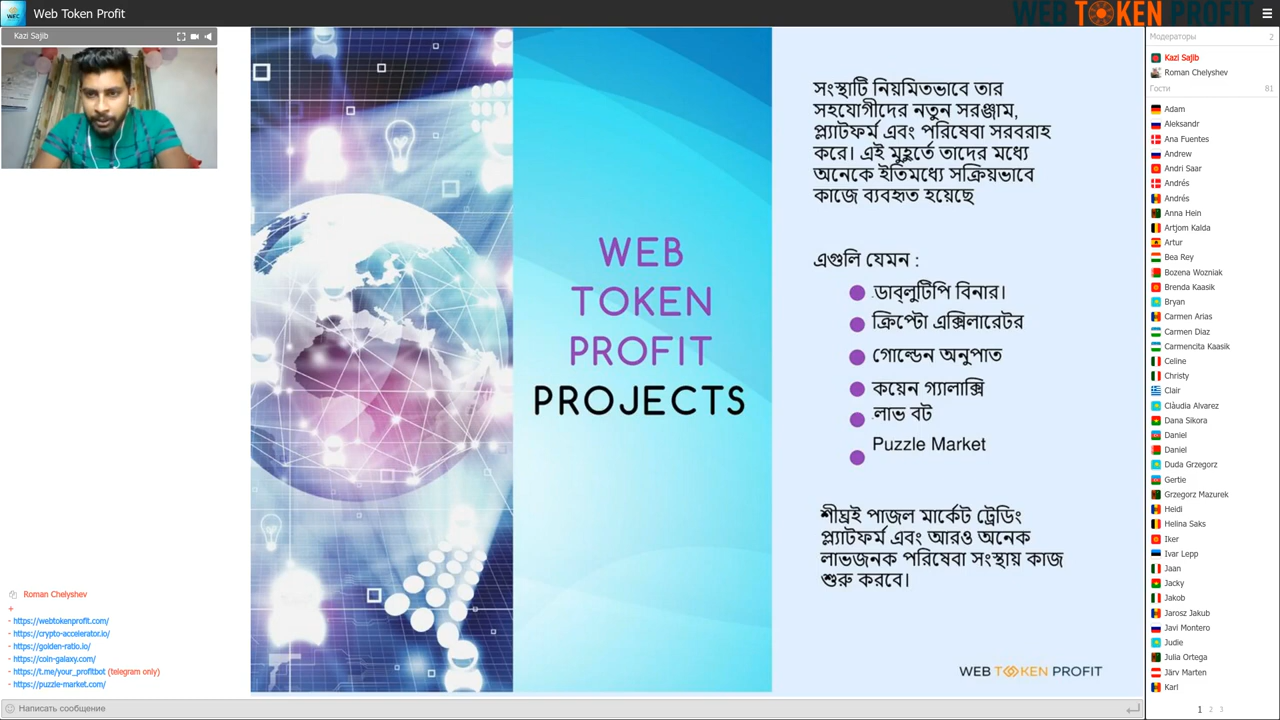 WEC
Web Token Profit
WEB TOKEN PROFIT
Kazi Sajib
Roman Chelyshev
+
- https://webtokenprofit.com/
- https://crypto-accelerator.io/
- https://golden-ratio.io/
- https://coin-galaxy.com/
- https://t.me/your_profitbot (telegram only)
- https://puzzle-market.com/
Написать сообщение
WEB
TOKEN
PROFIT
PROJECTS
সংস্থাটি নিয়মিতভাবে তার
সহযোগীদের নতুন সরঞ্জাম,
প্ল্যাটফর্ম এবং পরিষেবা সরবরাহ
করে। এই মুহূর্তে তাদের মধ্যে
অনেকে ইতিমধ্যে সক্রিয়ভাবে
কাজে ব্যবহৃত হয়েছে
এগুলি যেমন :
ডাব্লুটিপি বিনার।
ক্রিপ্টো এক্সিলারেটর
গোল্ডেন অনুপাত
কয়েন গ্যালাক্সি
লাভ বট
Puzzle Market
শীঘ্রই পাজল মার্কেট ট্রেডিং
প্ল্যাটফর্ম এবং আরও অনেক
লাভজনক পরিষেবা সংস্থায় কাজ
শুরু করবে।
WEB TOKEN PROFIT
Модераторы 2
Kazi Sajib
Roman Chelyshev
Гости 81
Adam
Aleksandr
Ana Fuentes
Andrew
Andri Saar
Andrés
Andrés
Anna Hein
Artjom Kalda
Artur
Bea Rey
Bozena Wozniak
Brenda Kaasik
Bryan
Carmen Arias
Carmen Diaz
Carmencita Kaasik
Celine
Christy
Clair
Clàudia Alvarez
Dana Sikora
Daniel
Daniel
Duda Grzegorz
Gertie
Grzegorz Mazurek
Heidi
Helina Saks
Iker
Ivar Lepp
Jaan
Jacky
Jakob
Jarosz Jakub
Javi Montero
Judie
Julia Ortega
Järv Marten
Karl
1 2 3